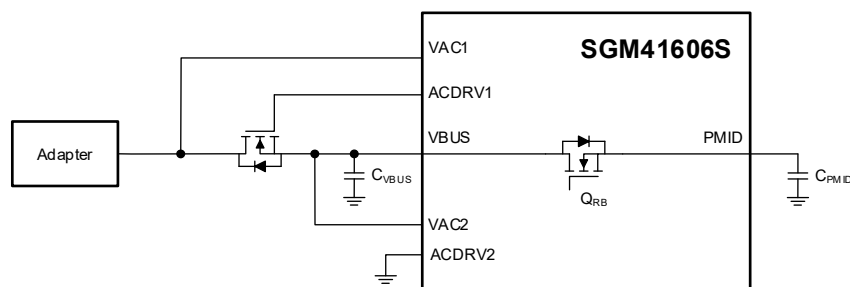 SGM41606S
VAC1
ACDRV1
Adapter
VBUS
PMID
CVBUS
CPMID
QRB
VAC2
ACDRV2